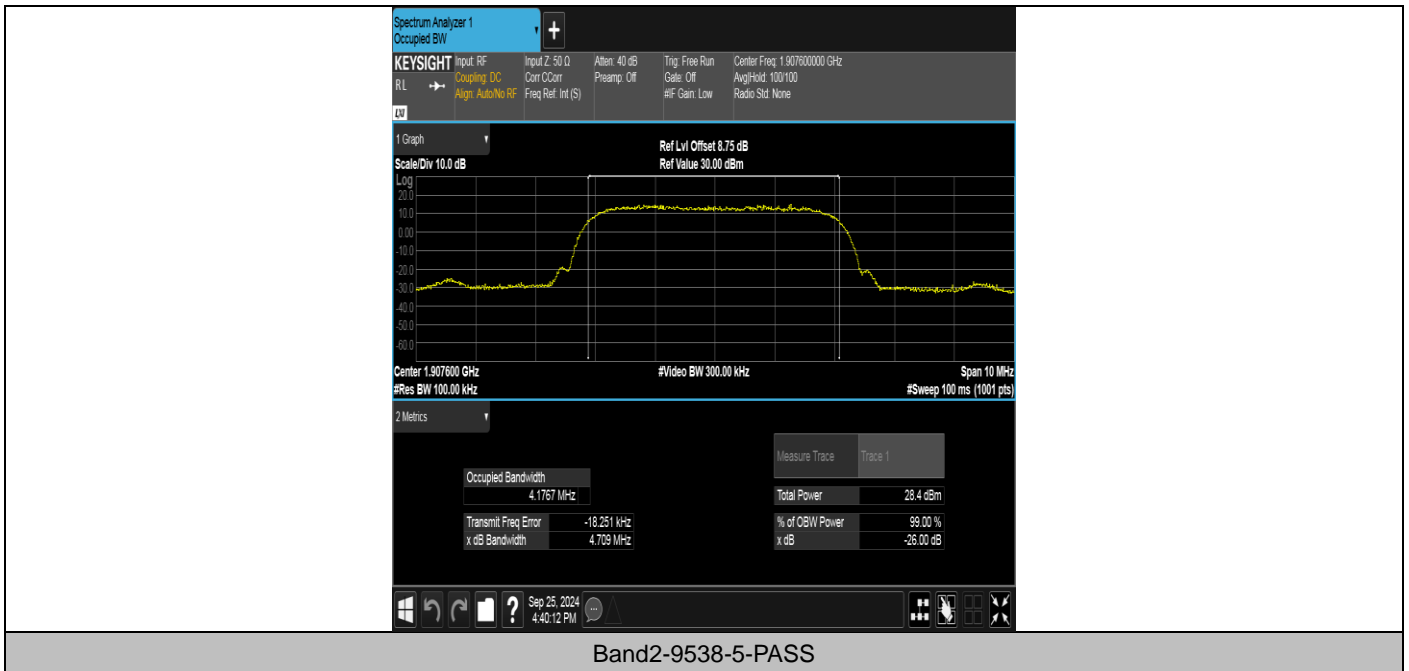 Spectrum Analyzer 1
Occupied BW
+
KEYSIGHT Input: RF Input Z: 50 Ω Atten: 40 dB Trig: Free Run Center Freq: 1.907600000 GHz
RL Coupling: DC Corr CCorr Preamp: Off Gate: Off Avg|Hold: 100/100
Align: Auto/No RF Freq Ref: Int (S) #IF Gain: Low Radio Std: None
LXI
1 Graph
Ref Lvl Offset 8.75 dB
Scale/Div 10.0 dB Ref Value 30.00 dBm
Log
20.0
10.0
0.00
-10.0
-20.0
-30.0
-40.0
-50.0
-60.0
Center 1.907600 GHz #Video BW 300.00 kHz Span 10 MHz
#Res BW 100.00 kHz #Sweep 100 ms (1001 pts)
2 Metrics
Measure Trace Trace 1
Occupied Bandwidth
4.1767 MHz Total Power 28.4 dBm
Transmit Freq Error -18.251 kHz % of OBW Power 99.00 %
x dB Bandwidth 4.709 MHz x dB -26.00 dB
? Sep 25, 2024
4:40:12 PM
Band2-9538-5-PASS